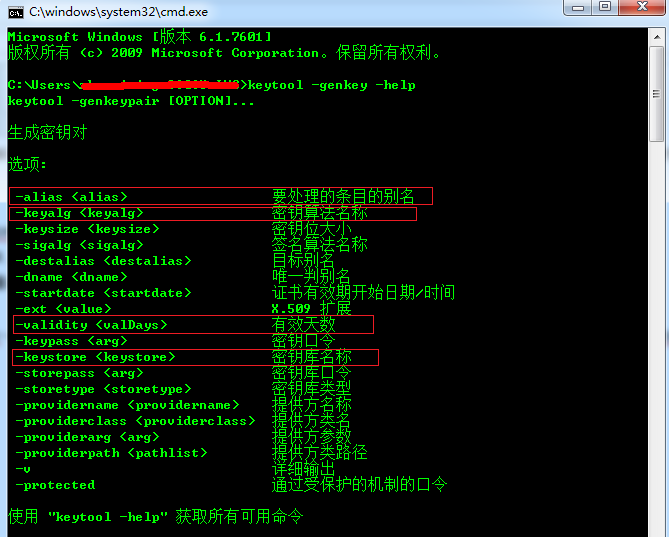 C:\windows\system32\cmd.exe
Microsoft Windows [版本 6.1.7601]
版权所有 (c) 2009 Microsoft Corporation。保留所有权利。
C:\Users\ >keytool -genkey -help
keytool -genkeypair [OPTION]...
生成密钥对
选项:
-alias <alias> 要处理的条目的别名
-keyalg <keyalg> 密钥算法名称
-keysize <keysize> 密钥位大小
-sigalg <sigalg> 签名算法名称
-destalias <destalias> 目标别名
-dname <dname> 唯一判别名
-startdate <startdate> 证书有效期开始日期/时间
-ext <value> X.509 扩展
-validity <valDays> 有效天数
-keypass <arg> 密钥口令
-keystore <keystore> 密钥库名称
-storepass <arg> 密钥库口令
-storetype <storetype> 密钥库类型
-providername <providername> 提供方名称
-providerclass <providerclass> 提供方类名
-providerarg <arg> 提供方参数
-providerpath <pathlist> 提供方类路径
-v 详细输出
-protected 通过受保护的机制的口令
使用 "keytool -help" 获取所有可用命令